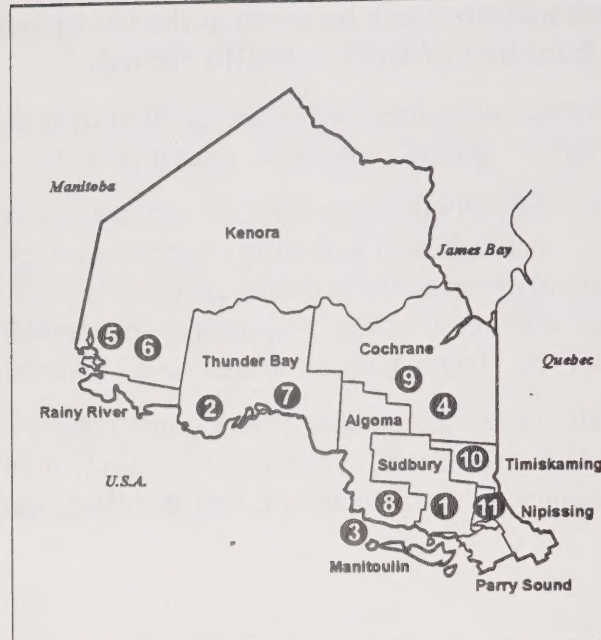 Manitoba
Kenora
James Bay
5
6
Thunder Bay
Cochrane
Quebec
9
7
Rainy River
2
4
Algoma
10
Sudbury
Timiskaming
U.S.A.
8
1
11
Nipissing
3
Manitoulin
Parry Sound